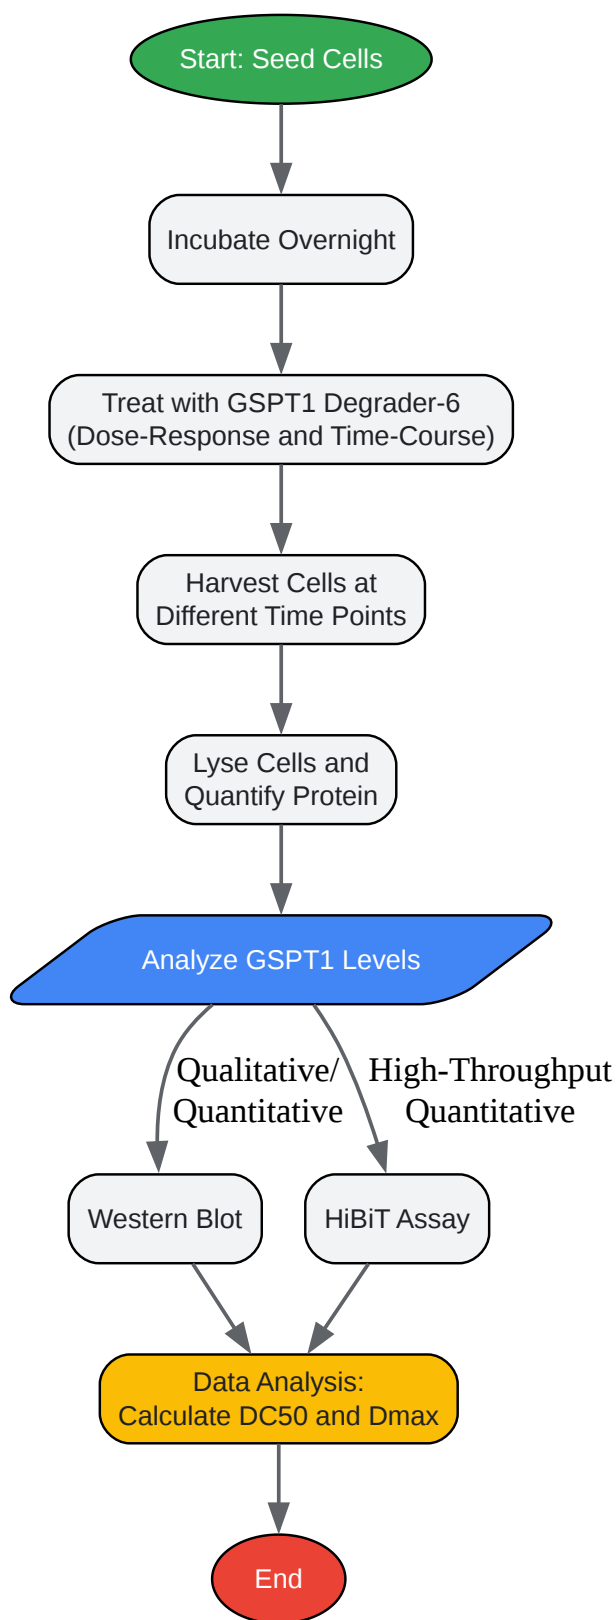 Start: Seed Cells
Incubate Overnight
Treat with GSPT1 Degrader-6
(Dose-Response and Time-Course)
Harvest Cells at
Different Time Points
Lyse Cells and
Quantify Protein
Analyze GSPT1 Levels
Qualitative/
Quantitative
High-Throughput
Quantitative
Western Blot
HiBiT Assay
Data Analysis:
Calculate DC50 and Dmax
End